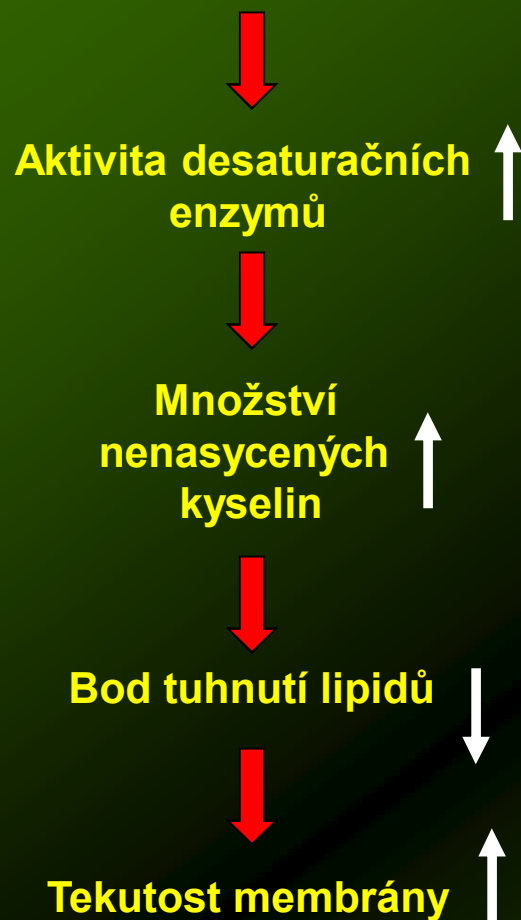 Aktivita desaturačních
enzymů
Množství
nenasycených
kyselin
Bod tuhnutí lipidů
Tekutost membrány